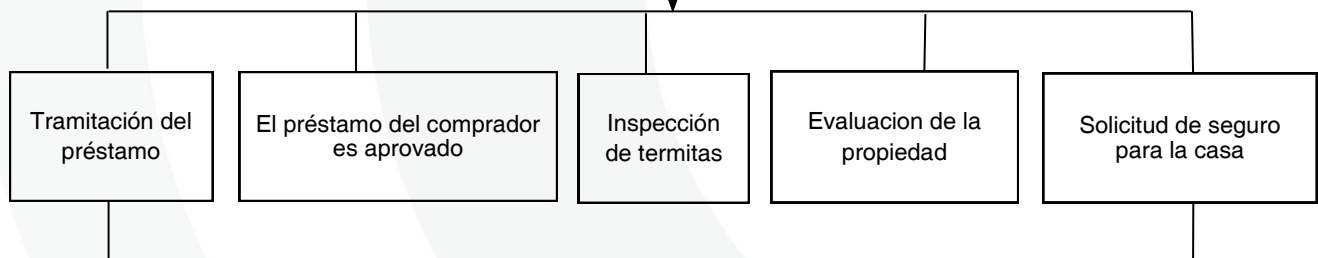 Tramitación del
préstamo
El préstamo del comprador
es aprovado
Inspección
de termitas
Evaluacion de la
propiedad
Solicitud de seguro
para la casa